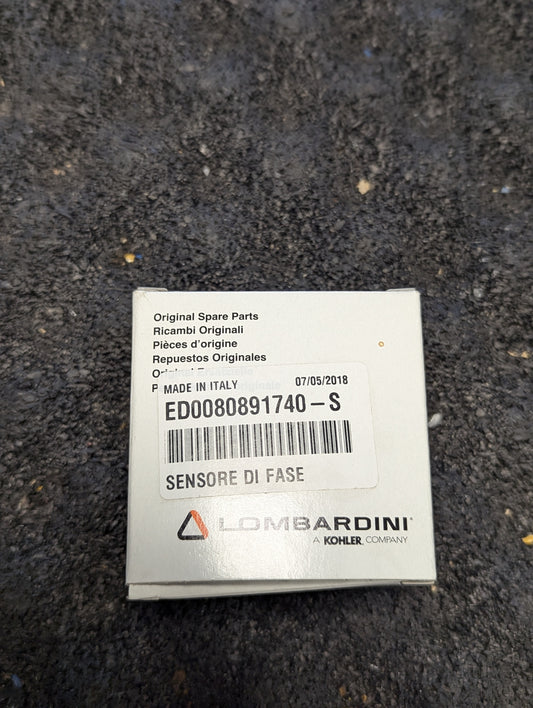 Original Spare Parts
Ricambi Originali
Pièces d'origine
Repuestos Originales
MADE IN ITALY 07/05/2018
ED0080891740-S
SENSORE DI FASE
LOMBARDINI
A KOHLER COMPANY